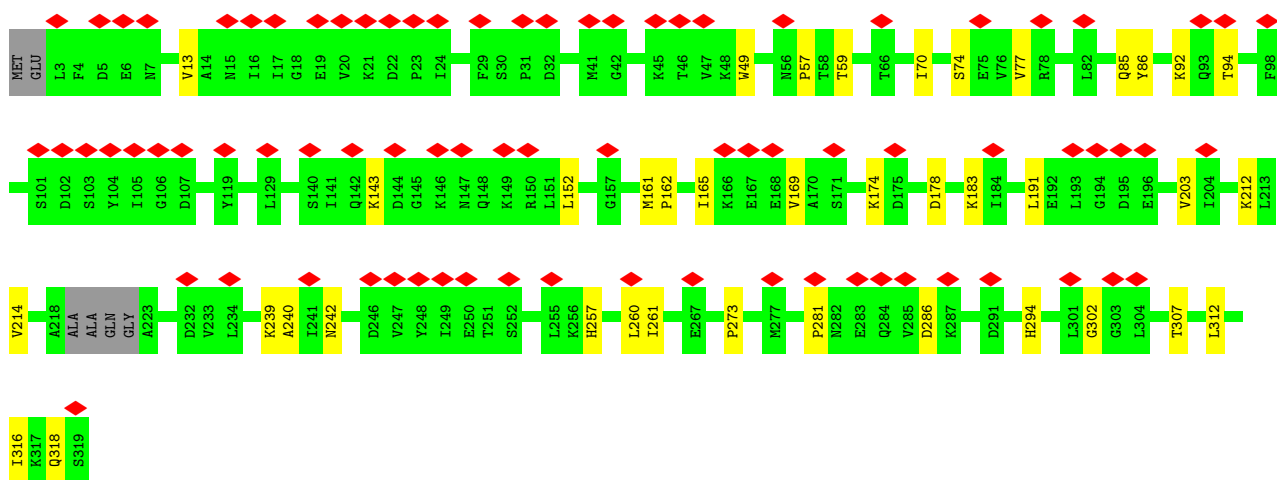 MET GLU L3 F4 D5 E6 N7 V13 A14 N15 I16 I17 G18 E19 V20 K21 D22 P23 I24 F29 S30 P31 D32 M41 G42 K45 T46 V47 K48 W49 N56 P57 T58 T59 T66 I70 S74 E75 V76 V77 R78 L82 Q85 Y86 K92 Q93 T94 F98
S101 D102 S103 Y104 I105 G106 D107 Y119 L129 S140 I141 Q142 K143 D144 G145 K146 N147 Q148 K149 R150 L151 L152 G157 M161 P162 I165 K166 E167 E168 V169 A170 S171 K174 D175 D178 K183 I184 L191 E192 L193 G194 D195 E196 V203 I204 K212 L213
V214 A218 ALA ALA GLN GLY A223 D232 V233 L234 K239 A240 I241 N242 D246 V247 Y248 I249 E250 T251 S252 L255 K256 H257 L260 I261 E267 P273 M277 P281 N282 E283 Q284 V285 D286 K287 D291 H294 L301 G302 G303 L304 T307 L312
I316 K317 Q318 S319